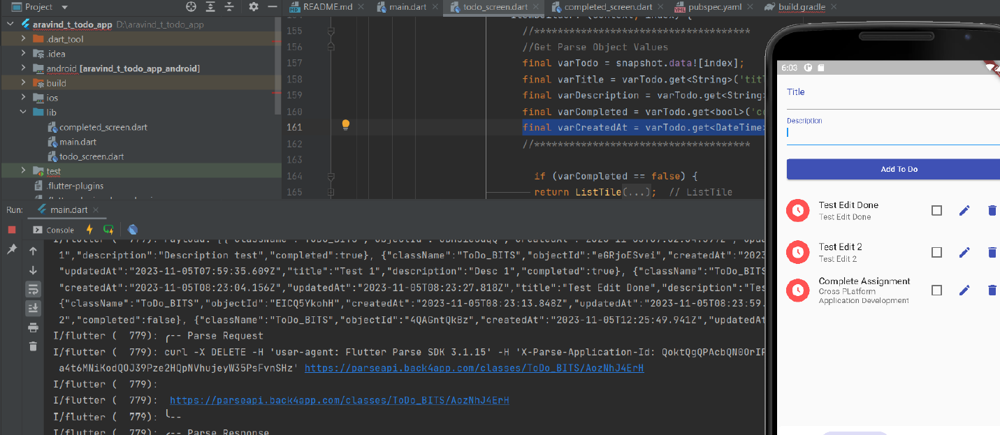 Project
README.md
main.dart
todo_screen.dart
completed_screen.dart
pubspec.yaml
build.gradle
aravind_t_todo_app D:\aravind_t_todo_app
.dart_tool
.idea
android [aravind_t_todo_app_android]
build
ios
lib
completed_screen.dart
main.dart
todo_screen.dart
test
.flutter-plugins
155 //*************************************
156 //Get Parse Object Values
157 final varTodo = snapshot.data![index];
158 final varTitle = varTodo.get<String>('titl
159 final varDescription = varTodo.get<String>
160 final varCompleted = varTodo.get<bool>('co
161 final varCreatedAt = varTodo.get<DateTime>
162 //*************************************
163
164 if (varCompleted == false) {
165 return ListTile(...); // ListTile
Run: main.dart
Console
1","description":"Description test","completed":true}, {"className":"ToDo_BITS","objectId":"eGRjoESvei","createdAt":"2023
"updatedAt":"2023-11-05T07:59:35.609Z","title":"Test 1","description":"Desc 1","completed":true}, {"className":"ToDo_BITS
"createdAt":"2023-11-05T08:23:04.156Z","updatedAt":"2023-11-05T08:23:27.818Z","title":"Test Edit Done","description":"Tes
{"className":"ToDo_BITS","objectId":"EICQ5YkohH","createdAt":"2023-11-05T08:23:13.848Z","updatedAt":"2023-11-05T08:23:59.
2","completed":false}, {"className":"ToDo_BITS","objectId":"4QAGntQkBz","createdAt":"2023-11-05T12:25:49.941Z","updatedAt
I/flutter ( 779): ╭-- Parse Request
I/flutter ( 779): curl -X DELETE -H 'user-agent: Flutter Parse SDK 3.1.15' -H 'X-Parse-Application-Id: QoktQgQPAcbQN0OrIF
a4t6MNiKodQOJ39Pze2HQpNVhujeyW35PsFvnSHz' https://parseapi.back4app.com/classes/ToDo_BITS/AozNhJ4ErH
I/flutter ( 779):
I/flutter ( 779): https://parseapi.back4app.com/classes/ToDo_BITS/AozNhJ4ErH
I/flutter ( 779): ╰--
I/flutter ( 779): ╭-- Parse Response
6:03
Title
Description
Add To Do
Test Edit Done
Test Edit Done
Test Edit 2
Test Edit 2
Complete Assignment
Cross PLatform
Application Development